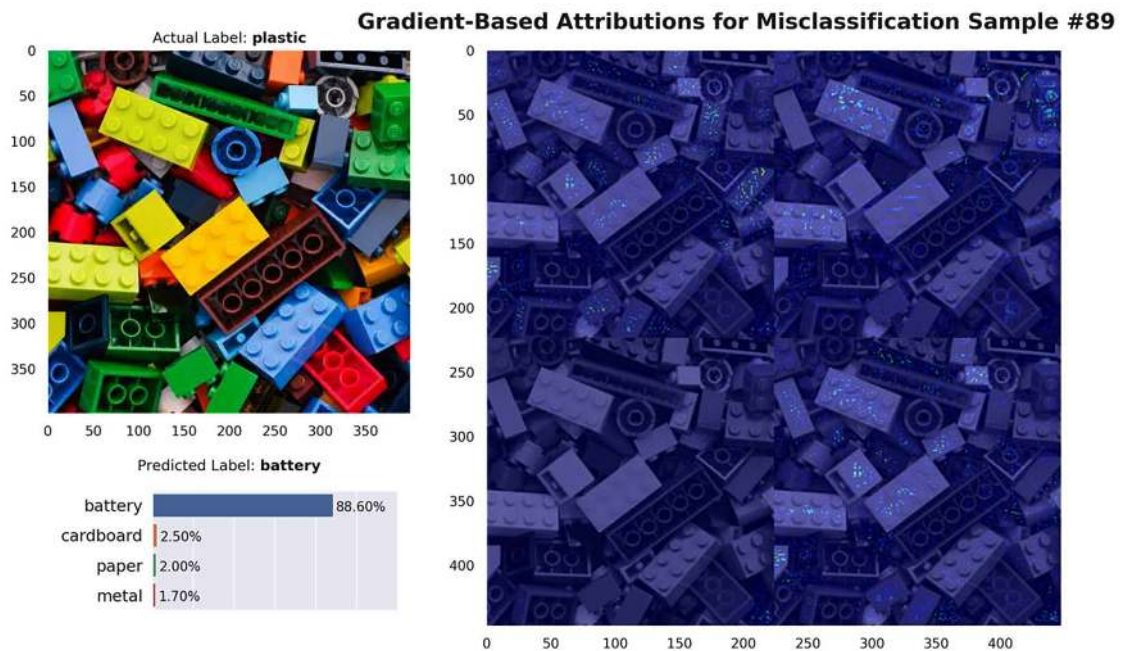 Gradient-Based Attributions for Misclassification Sample #89
Actual Label: plastic
0
50
100
150
200
250
300
350
0 50 100 150 200 250 300 350
Predicted Label: battery
battery 88.60%
cardboard 2.50%
paper 2.00%
metal 1.70%
0
50
100
150
200
250
300
350
400
0 50 100 150 200 250 300 350 400